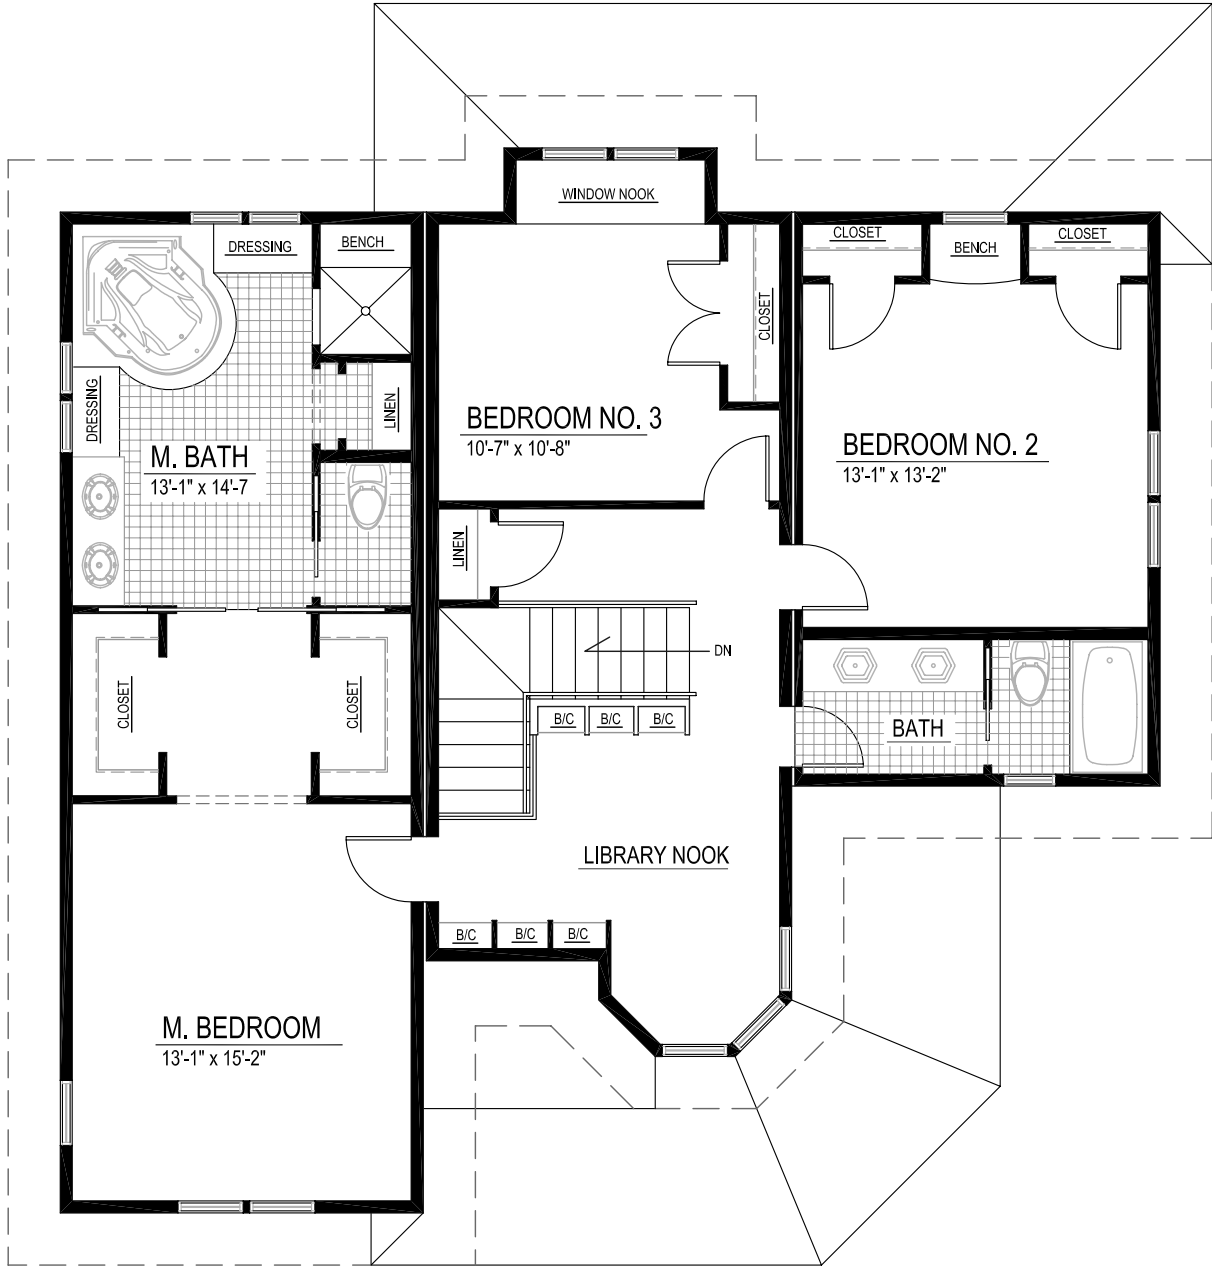 WINDOW NOOK
DRESSING
BENCH
CLOSET
BENCH
CLOSET
CLOSET
DRESSING
LINEN
BEDROOM NO. 3
10'-7" x 10'-8"
BEDROOM NO. 2
13'-1" x 13'-2"
M. BATH
13'-1" x 14'-7
LINEN
DN
CLOSET
CLOSET
B/C
B/C
B/C
BATH
LIBRARY NOOK
B/C
B/C
B/C
M. BEDROOM
13'-1" x 15'-2"